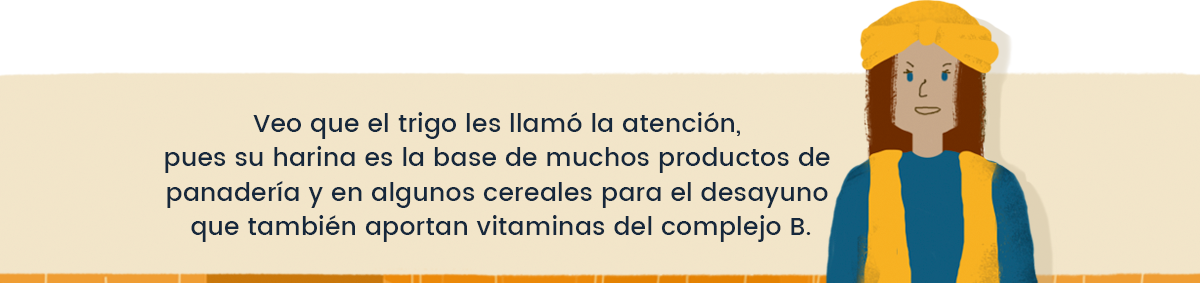 Veo que el trigo les llamó la atención,
pues su harina es la base de muchos productos de
panadería y en algunos cereales para el desayuno
que también aportan vitaminas del complejo B.